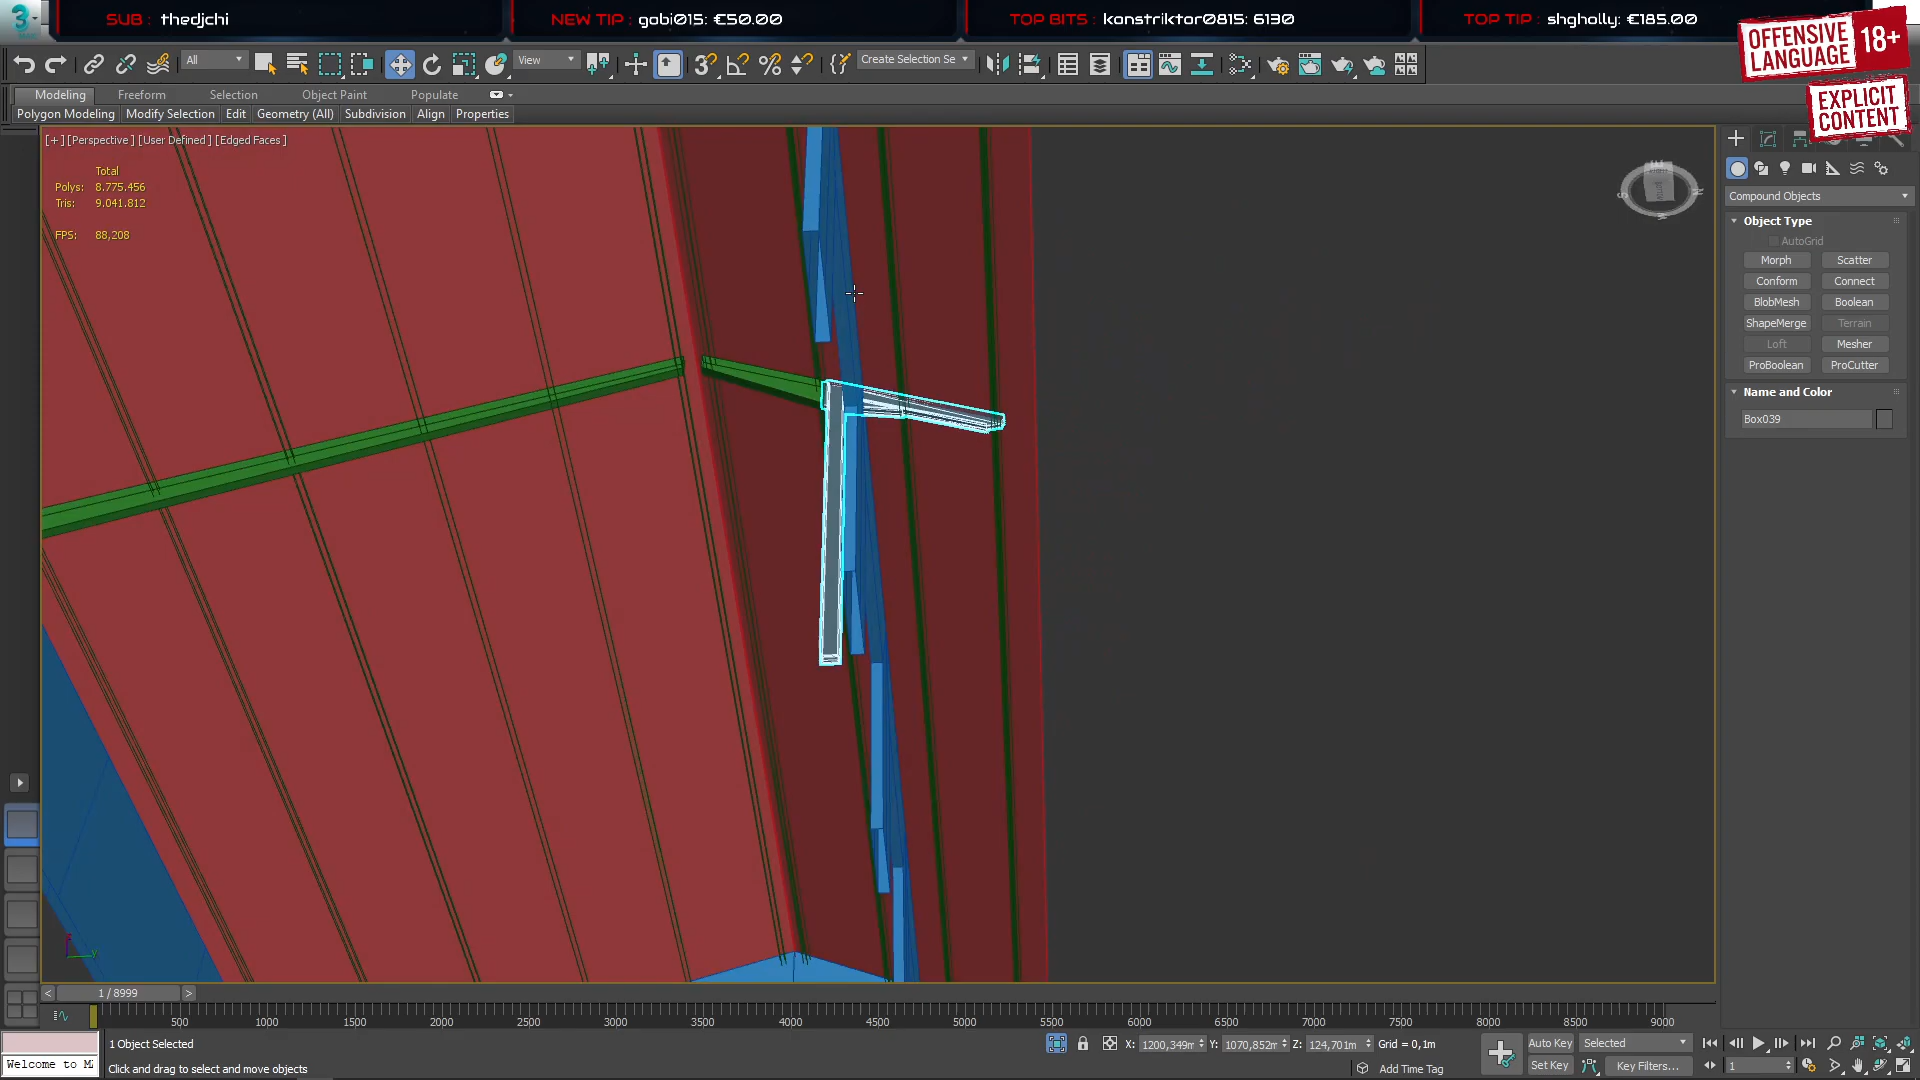 SUB : thedjchi
NEW TIP : gobi015: €50.00
TOP BITS : konstriktor0815: 6130
TOP TIP : shgholly: €185.00
OFFENSIVE LANGUAGE 18+
EXPLICIT CONTENT
All
View
Create Selection Se
Modeling
Freeform
Selection
Object Paint
Populate
Polygon Modeling
Modify Selection
Edit
Geometry (All)
Subdivision
Align
Properties
[+] [Perspective ] [User Defined ] [Edged Faces ]
Total
Polys: 8.775.456
Tris: 9.041.812
FPS: 88,208
Compound Objects
Object Type
AutoGrid
Morph
Scatter
Conform
Connect
BlobMesh
Boolean
ShapeMerge
Terrain
Loft
Mesher
ProBoolean
ProCutter
Name and Color
Box039
< 1 / 8999 >
500 1000 1500 2000 2500 3000 3500 4000 4500 5000 5500 6000 6500 7000 7500 8000 8500 9000
1 Object Selected
X: 1200,349m Y: 1070,852m Z: 124,701m Grid = 0,1m
Auto Key
Selected
Welcome to M
Click and drag to select and move objects
Add Time Tag
Set Key
Key Filters...
1